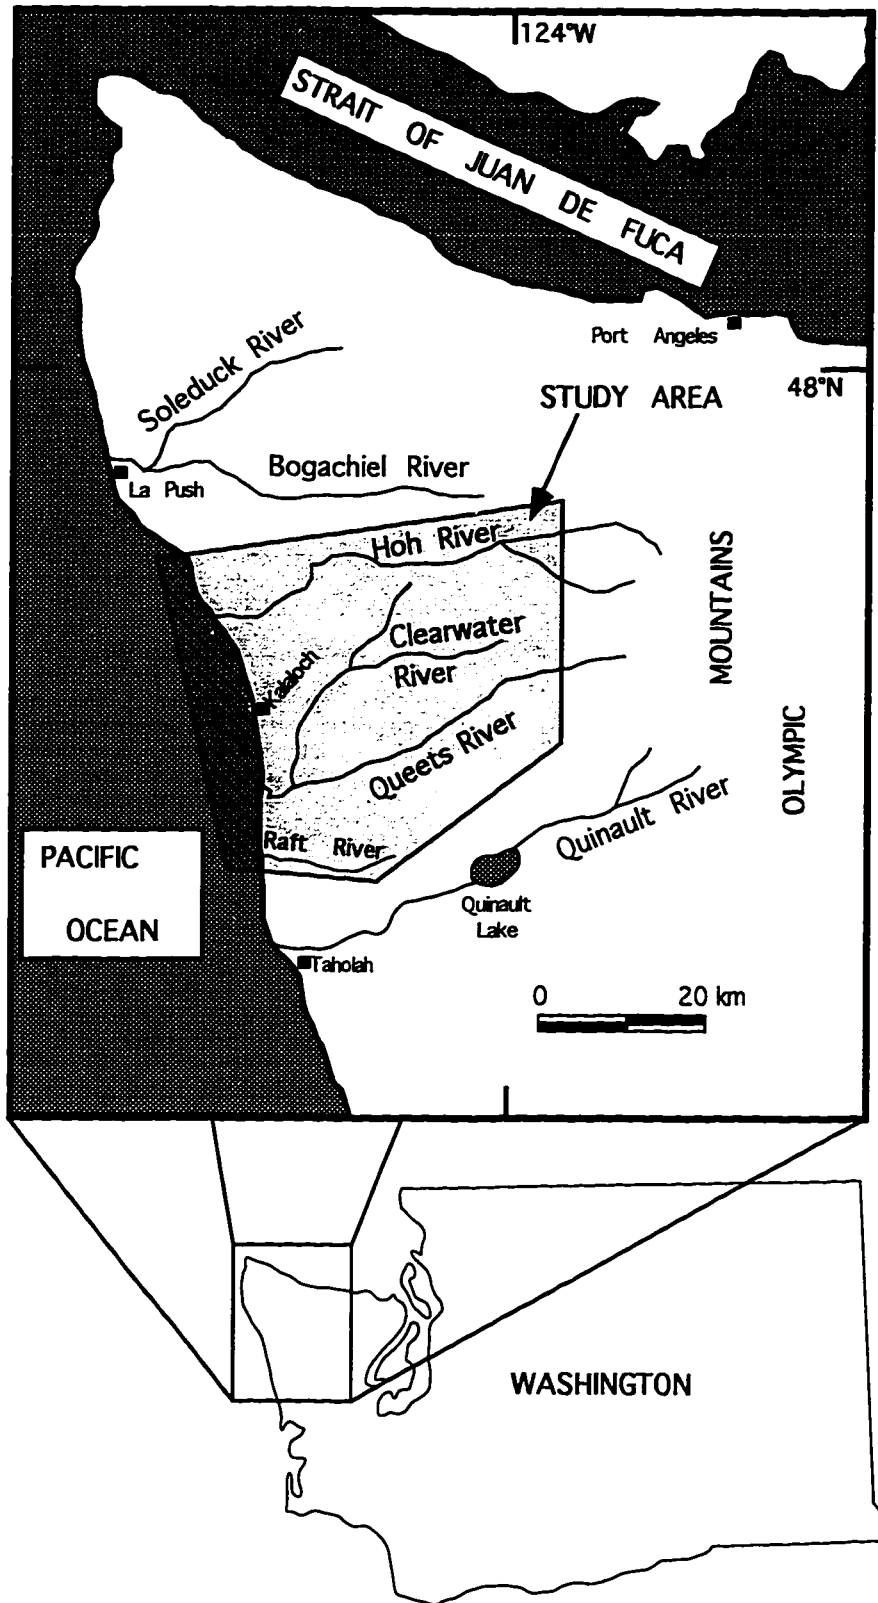 124°W
STRAIT OF JUAN DE FUCA
Port Angeles
48°N
STUDY AREA
Soleduck River
Bogachiel River
La Push
Hoh River
MOUNTAINS
OLYMPIC
Clearwater
River
Kalaloch
Queets River
Raft River
Quinault River
Quinault
Lake
PACIFIC
OCEAN
Taholah
0 20 km
WASHINGTON